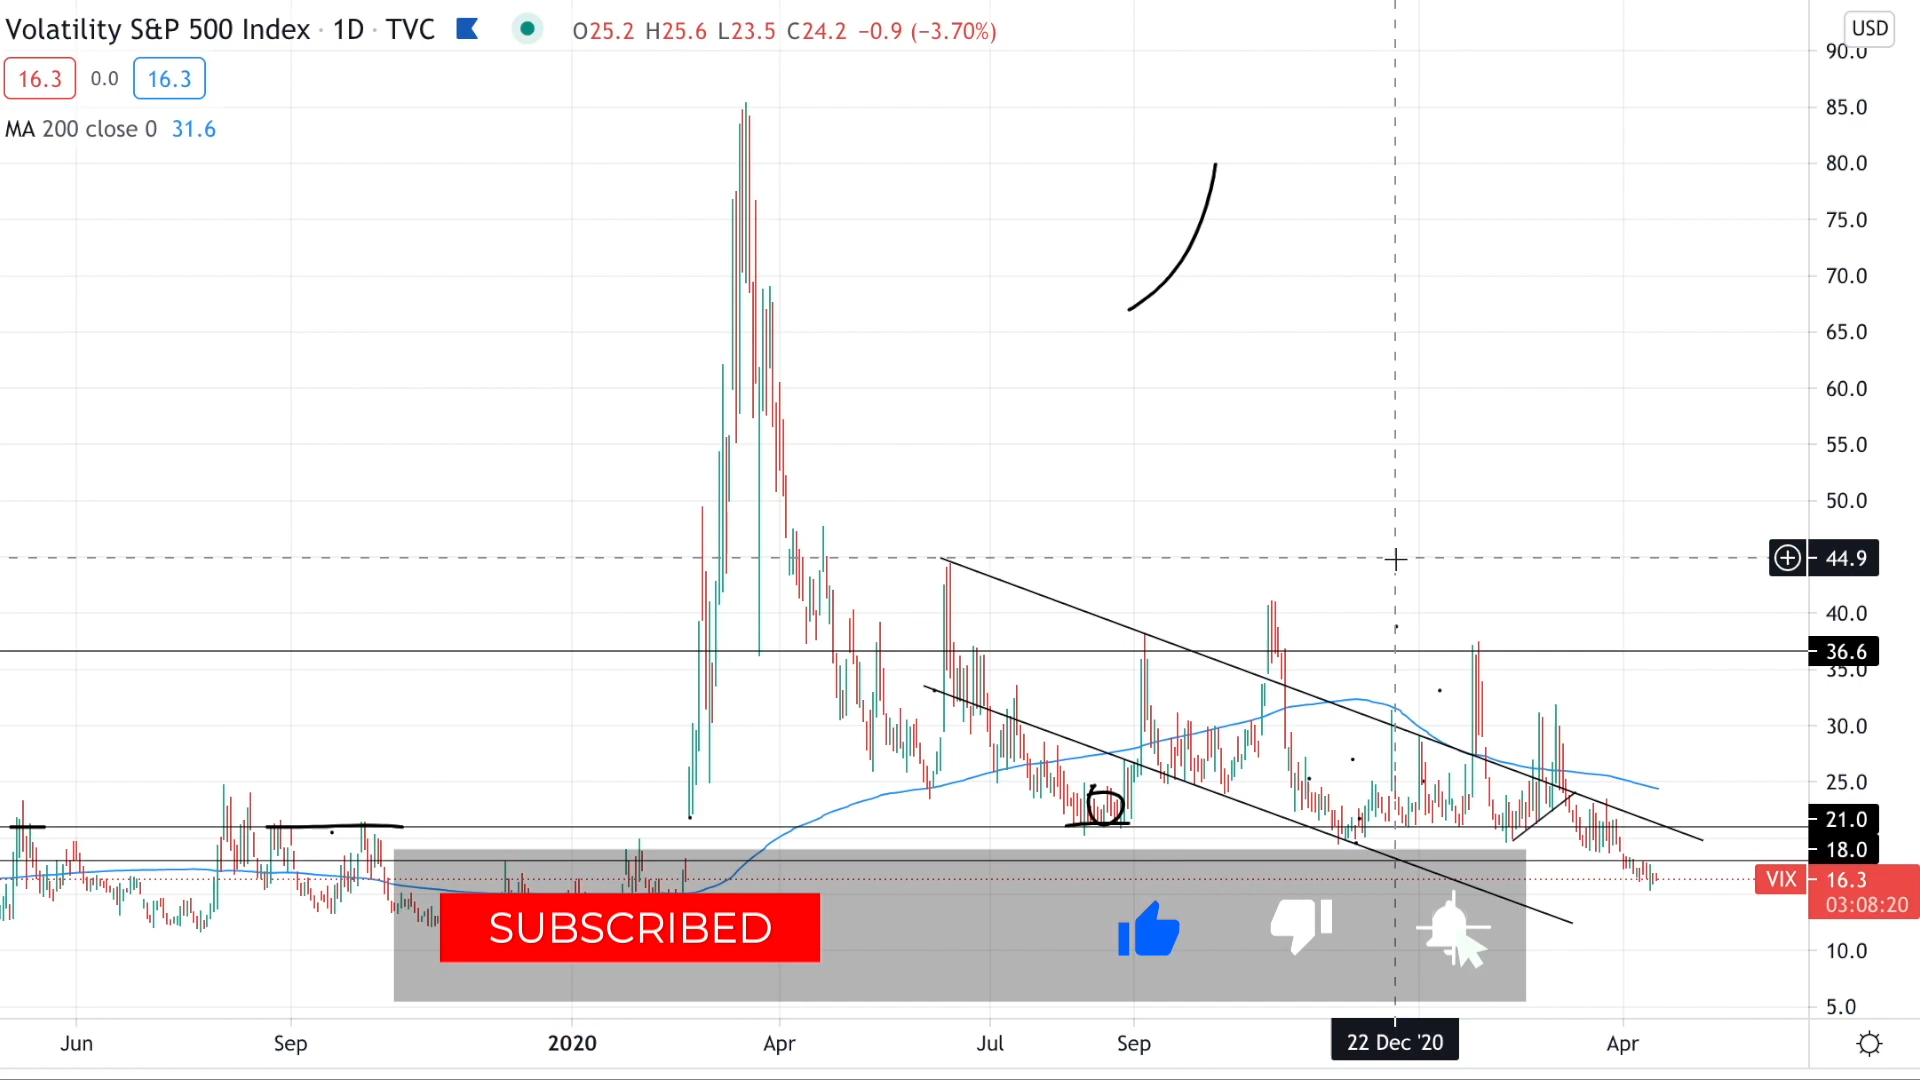 Volatility S&P 500 Index · 1D · TVC O25.2 H25.6 L23.5 C24.2 −0.9 (−3.70%)
USD
16.3 0.0 16.3
MA 200 close 0 31.6
90.0
85.0
80.0
75.0
70.0
65.0
60.0
55.0
50.0
44.9
40.0
36.6
35.0
30.0
25.0
21.0
18.0
VIX 16.3
03:08:20
10.0
5.0
SUBSCRIBED
Jun Sep 2020 Apr Jul Sep 22 Dec '20 Apr